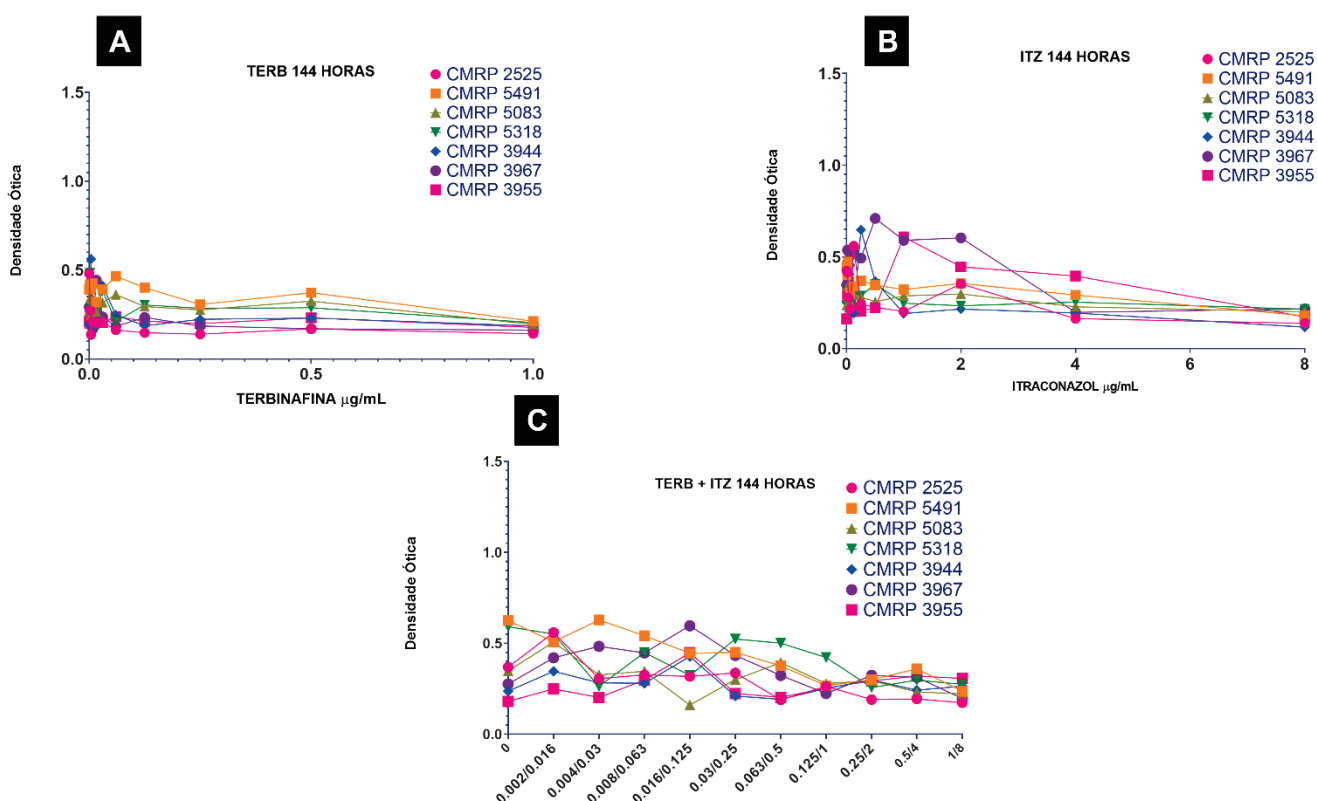 A
TERB 144 HORAS
CMRP 2525
CMRP 5491
CMRP 5083
CMRP 5318
CMRP 3944
CMRP 3967
CMRP 3955
Densidade Ótica
1.5
1.0
0.5
0.0
0.0 0.5 1.0
TERBINAFINA μg/mL
B
ITZ 144 HORAS
CMRP 2525
CMRP 5491
CMRP 5083
CMRP 5318
CMRP 3944
CMRP 3967
CMRP 3955
Densidade Ótica
1.5
1.0
0.5
0.0
0 2 4 6 8
ITRACONAZOL μg/mL
C
TERB + ITZ 144 HORAS
CMRP 2525
CMRP 5491
CMRP 5083
CMRP 5318
CMRP 3944
CMRP 3967
CMRP 3955
Densidade Ótica
1.5
1.0
0.5
0.0
0 0.002/0.016 0.004/0.03 0.008/0.063 0.016/0.125 0.03/0.25 0.063/0.5 0.125/1 0.25/2 0.5/4 1/8